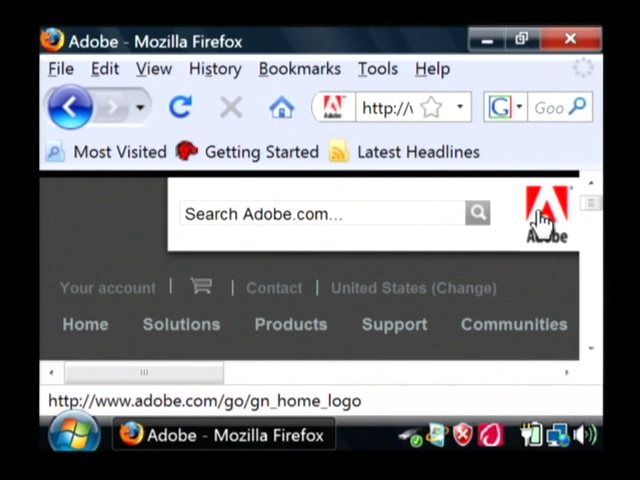 Adobe - Mozilla Firefox
File Edit View History Bookmarks Tools Help
Adobe http:// G Goo
Most Visited Getting Started Latest Headlines
Search Adobe.com...
Adobe
Your account | | Contact | United States (Change)
Home Solutions Products Support Communities
http://www.adobe.com/go/gn_home_logo
Adobe - Mozilla Firefox